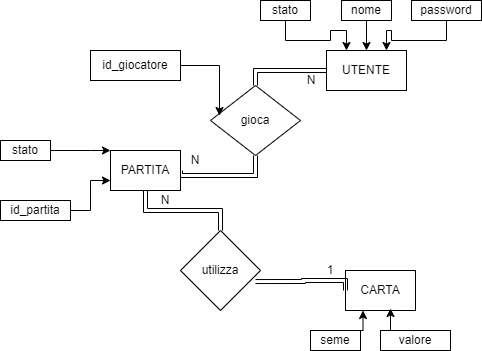 stato
nome
password
id_giocatore
UTENTE
N
gioca
stato
PARTITA
N
id_partita
N
utilizza
1
CARTA
seme
valore